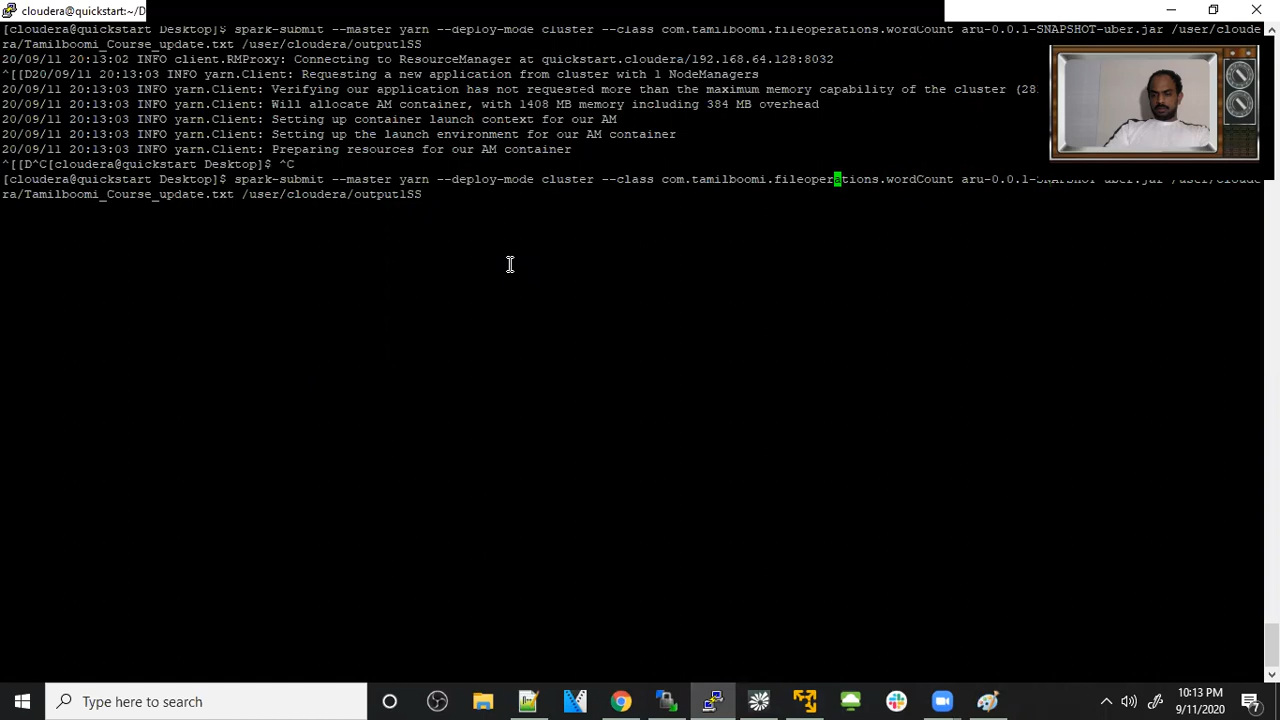 cloudera@quickstart:~/D
[cloudera@quickstart Desktop]$ spark-submit --master yarn --deploy-mode cluster --class com.tamilboomi.fileoperations.wordCount aru-0.0.1-SNAPSHOT-uber.jar /user/cloude
ra/Tamilboomi_Course_update.txt /user/cloudera/output1SS
20/09/11 20:13:02 INFO client.RMProxy: Connecting to ResourceManager at quickstart.cloudera/192.168.64.128:8032
^[[D20/09/11 20:13:03 INFO yarn.Client: Requesting a new application from cluster with 1 NodeManagers
20/09/11 20:13:03 INFO yarn.Client: Verifying our application has not requested more than the maximum memory capability of the cluster (28
20/09/11 20:13:03 INFO yarn.Client: Will allocate AM container, with 1408 MB memory including 384 MB overhead
20/09/11 20:13:03 INFO yarn.Client: Setting up container launch context for our AM
20/09/11 20:13:03 INFO yarn.Client: Setting up the launch environment for our AM container
20/09/11 20:13:03 INFO yarn.Client: Preparing resources for our AM container
^[[D^C[cloudera@quickstart Desktop]$ ^C
[cloudera@quickstart Desktop]$ spark-submit --master yarn --deploy-mode cluster --class com.tamilboomi.fileoperations.wordCount aru-0.0.1-SNAPSHOT-uber.jar /user/cloude
ra/Tamilboomi_Course_update.txt /user/cloudera/output1SS
Type here to search
10:13 PM
9/11/2020
7